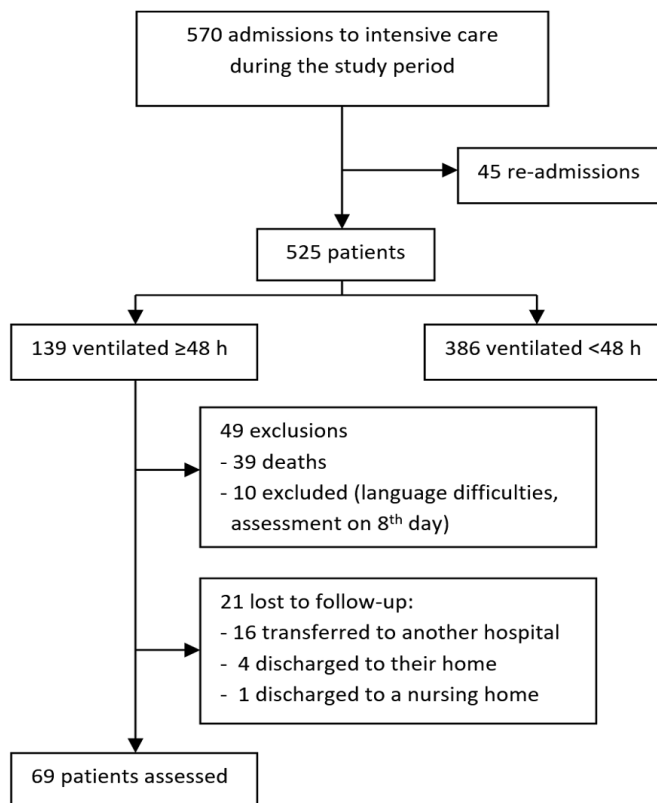 570 admissions to intensive care
during the study period
45 re-admissions
525 patients
139 ventilated ≥48 h
386 ventilated <48 h
49 exclusions
- 39 deaths
- 10 excluded (language difficulties,
assessment on 8th day)
21 lost to follow-up:
- 16 transferred to another hospital
- 4 discharged to their home
- 1 discharged to a nursing home
69 patients assessed